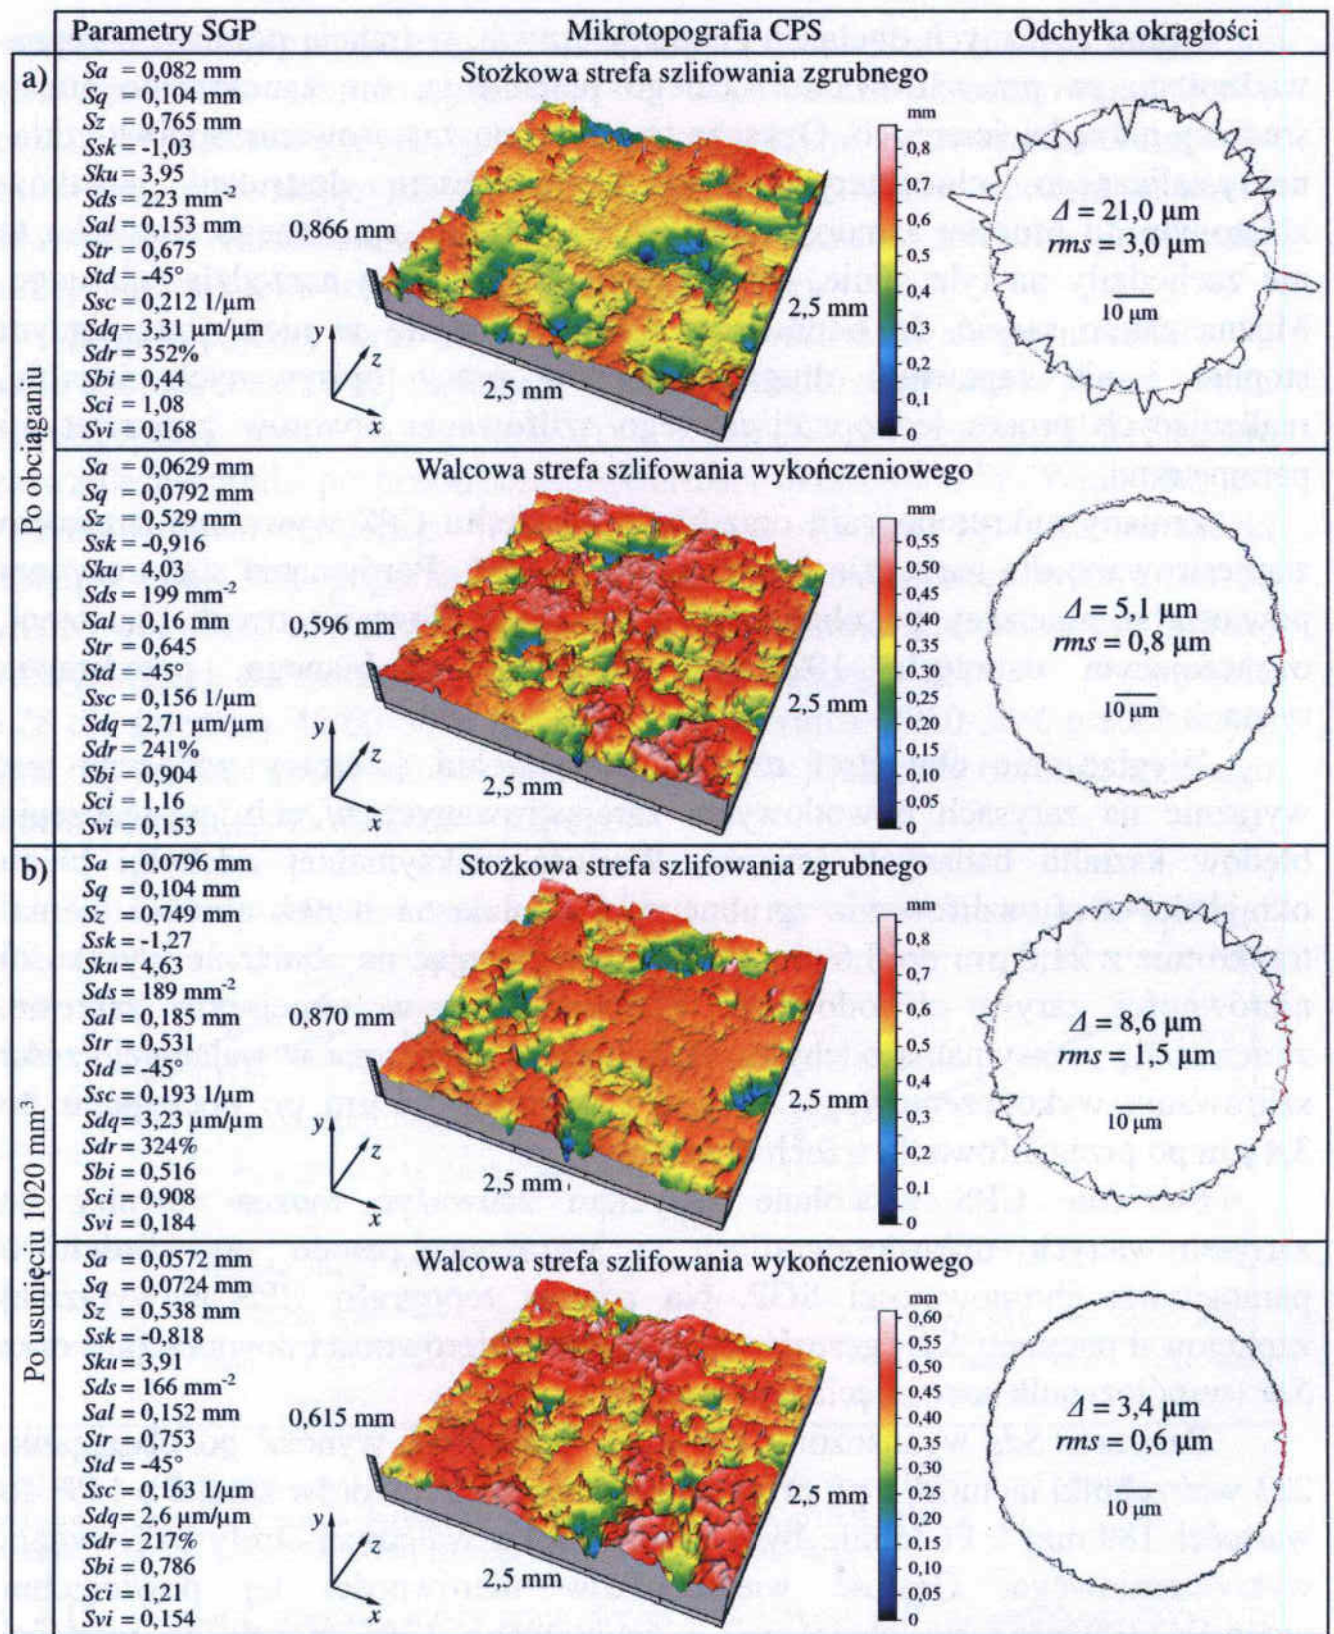 Parametry SGP
Mikrotopografia CPS
Odchyłka okrągłości
Po obciąganiu
a)
Sa = 0,082 mm
Sq = 0,104 mm
Sz = 0,765 mm
Ssk = -1,03
Sku = 3,95
Sds = 223 mm-2
Sal = 0,153 mm
Str = 0,675
Std = -45°
Ssc = 0,212 1/μm
Sdq = 3,31 μm/μm
Sdr = 352%
Sbi = 0,44
Sci = 1,08
Svi = 0,168
Stożkowa strefa szlifowania zgrubnego
0,866 mm
2,5 mm
2,5 mm
y
z
x
mm
0,8
0,7
0,6
0,5
0,4
0,3
0,2
0,1
0
Δ = 21,0 μm
rms = 3,0 μm
10 μm
Sa = 0,0629 mm
Sq = 0,0792 mm
Sz = 0,529 mm
Ssk = -0,916
Sku = 4,03
Sds = 199 mm-2
Sal = 0,16 mm
Str = 0,645
Std = -45°
Ssc = 0,156 1/μm
Sdq = 2,71 μm/μm
Sdr = 241%
Sbi = 0,904
Sci = 1,16
Svi = 0,153
Walcowa strefa szlifowania wykończeniowego
0,596 mm
2,5 mm
2,5 mm
y
z
x
mm
0,55
0,50
0,45
0,40
0,35
0,30
0,25
0,20
0,15
0,10
0,05
0
Δ = 5,1 μm
rms = 0,8 μm
10 μm
Po usunięciu 1020 mm3
b)
Sa = 0,0796 mm
Sq = 0,104 mm
Sz = 0,749 mm
Ssk = -1,27
Sku = 4,63
Sds = 189 mm-2
Sal = 0,185 mm
Str = 0,531
Std = -45°
Ssc = 0,193 1/μm
Sdq = 3,23 μm/μm
Sdr = 324%
Sbi = 0,516
Sci = 0,908
Svi = 0,184
Stożkowa strefa szlifowania zgrubnego
0,870 mm
2,5 mm
2,5 mm
y
z
x
mm
0,8
0,7
0,6
0,5
0,4
0,3
0,2
0,1
0
Δ = 8,6 μm
rms = 1,5 μm
10 μm
Sa = 0,0572 mm
Sq = 0,0724 mm
Sz = 0,538 mm
Ssk = -0,818
Sku = 3,91
Sds = 166 mm-2
Sal = 0,152 mm
Str = 0,753
Std = -45°
Ssc = 0,163 1/μm
Sdq = 2,6 μm/μm
Sdr = 217%
Sbi = 0,786
Sci = 1,21
Svi = 0,154
Walcowa strefa szlifowania wykończeniowego
0,615 mm
2,5 mm
2,5 mm
y
z
x
mm
0,60
0,55
0,50
0,45
0,40
0,35
0,30
0,25
0,20
0,15
0,10
0,05
0
Δ = 3,4 μm
rms = 0,6 μm
10 μm